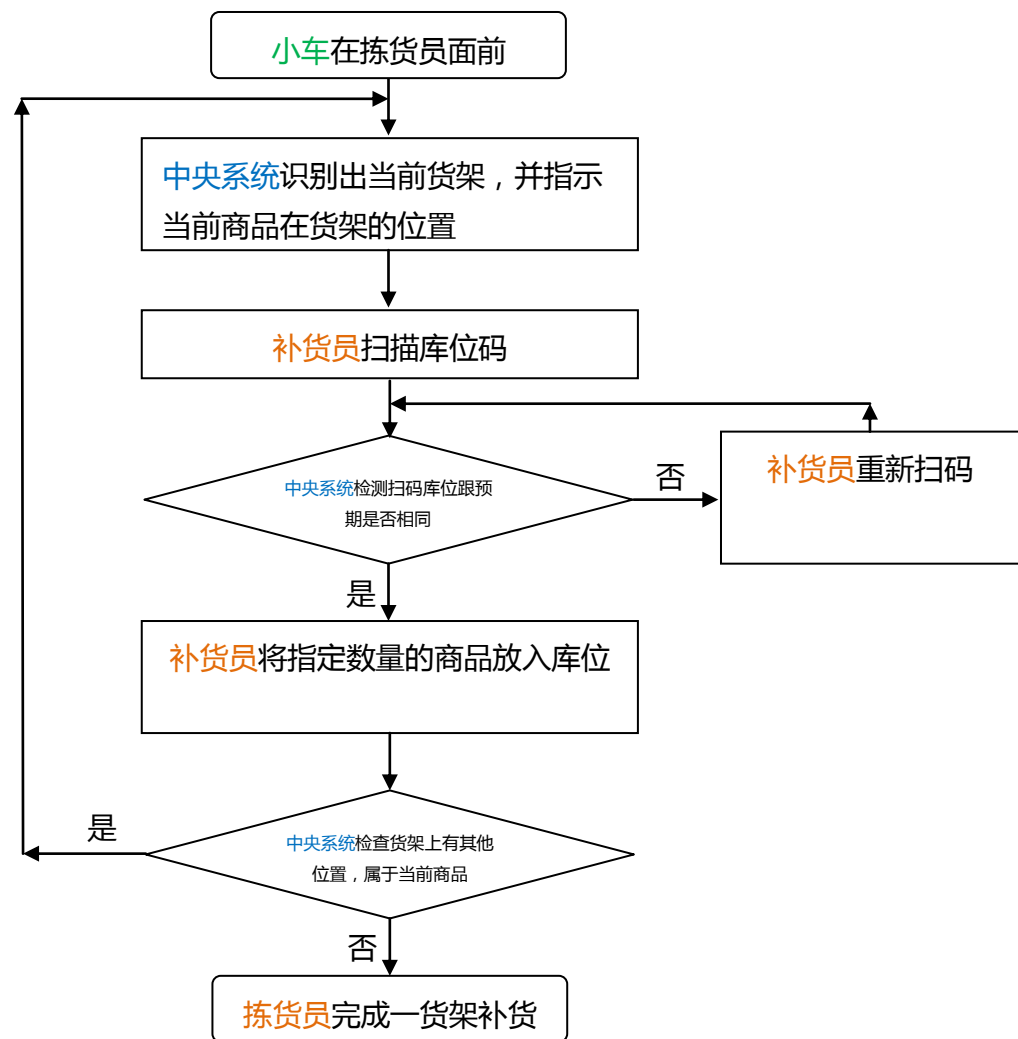 小车在拣货员面前
中央系统识别出当前货架，并指示
当前商品在货架的位置
补货员扫描库位码
中央系统检测扫码库位跟预
期是否相同
否
补货员重新扫码
是
补货员将指定数量的商品放入库位
是
中央系统检查货架上有其他
位置，属于当前商品
否
拣货员完成一货架补货